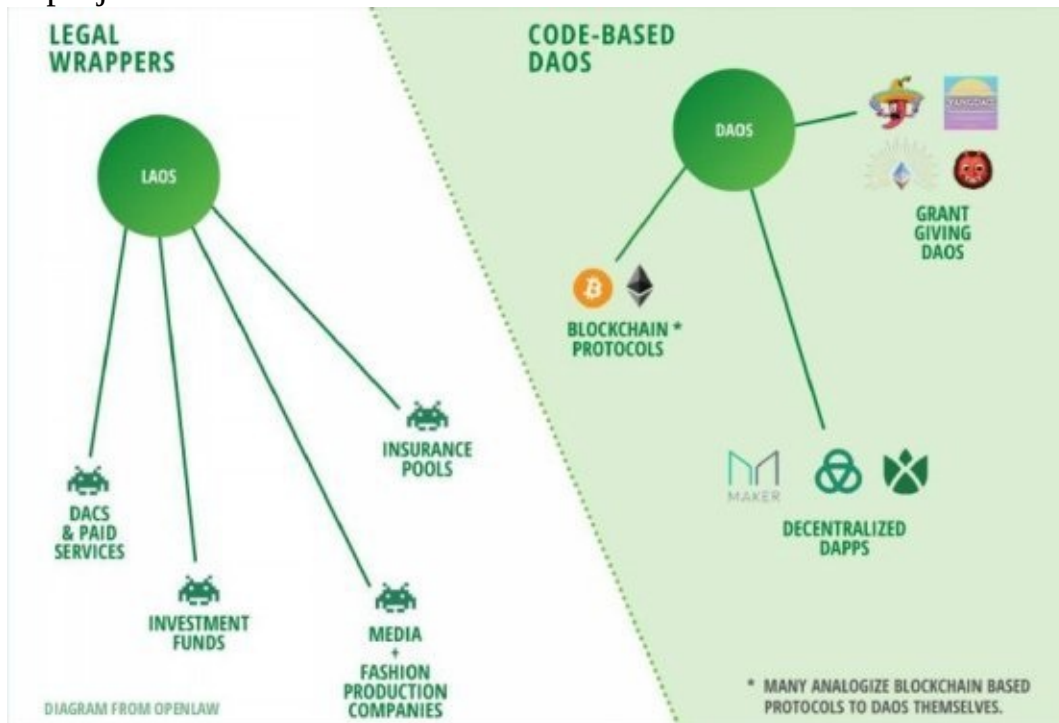 LEGAL
WRAPPERS
LAOS
DACS
& PAID
SERVICES
INVESTMENT
FUNDS
MEDIA
+
FASHION
PRODUCTION
COMPANIES
INSURANCE
POOLS
DIAGRAM FROM OPENLAW
CODE-BASED
DAOS
DAOS
YANGDAO
GRANT
GIVING
DAOS
BLOCKCHAIN *
PROTOCOLS
MAKER
DECENTRALIZED
DAPPS
* MANY ANALOGIZE BLOCKCHAIN BASED
PROTOCOLS TO DAOS THEMSELVES.